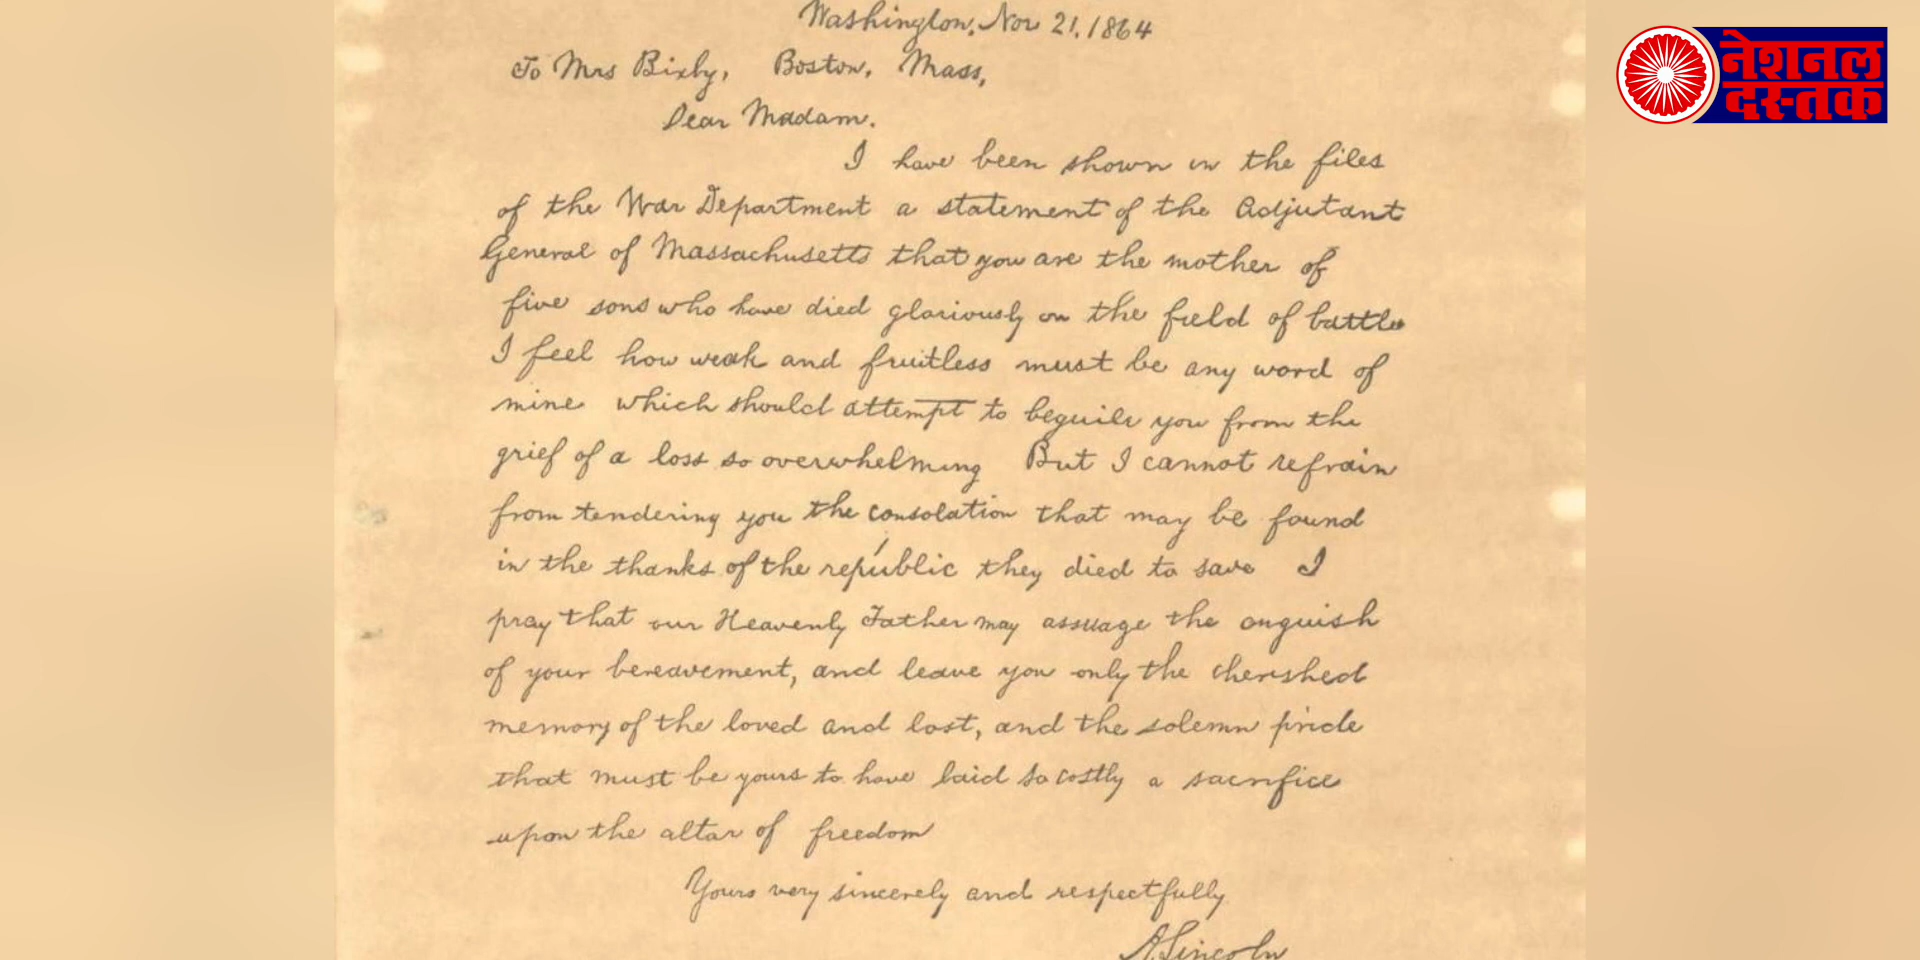 Washington, Nov 21, 1864
To Mrs Bixby, Boston, Mass,
Dear Madam.
I have been shown in the files
of the War Department a statement of the Adjutant
General of Massachusetts that you are the mother of
five sons who have died gloriously on the field of battle
I feel how weak and fruitless must be any word of
mine which should attempt to beguile you from the
grief of a loss so overwhelming But I cannot refrain
from tendering you the consolation that may be found
in the thanks of the republic they died to save I
pray that our Heavenly Father may assuage the anguish
of your bereavement, and leave you only the cherished
memory of the loved and lost, and the solemn pride
that must be yours to have laid so costly a sacrifice
upon the altar of freedom
Yours very sincerely and respectfully
A Lincoln
नेशनल
दस्तक